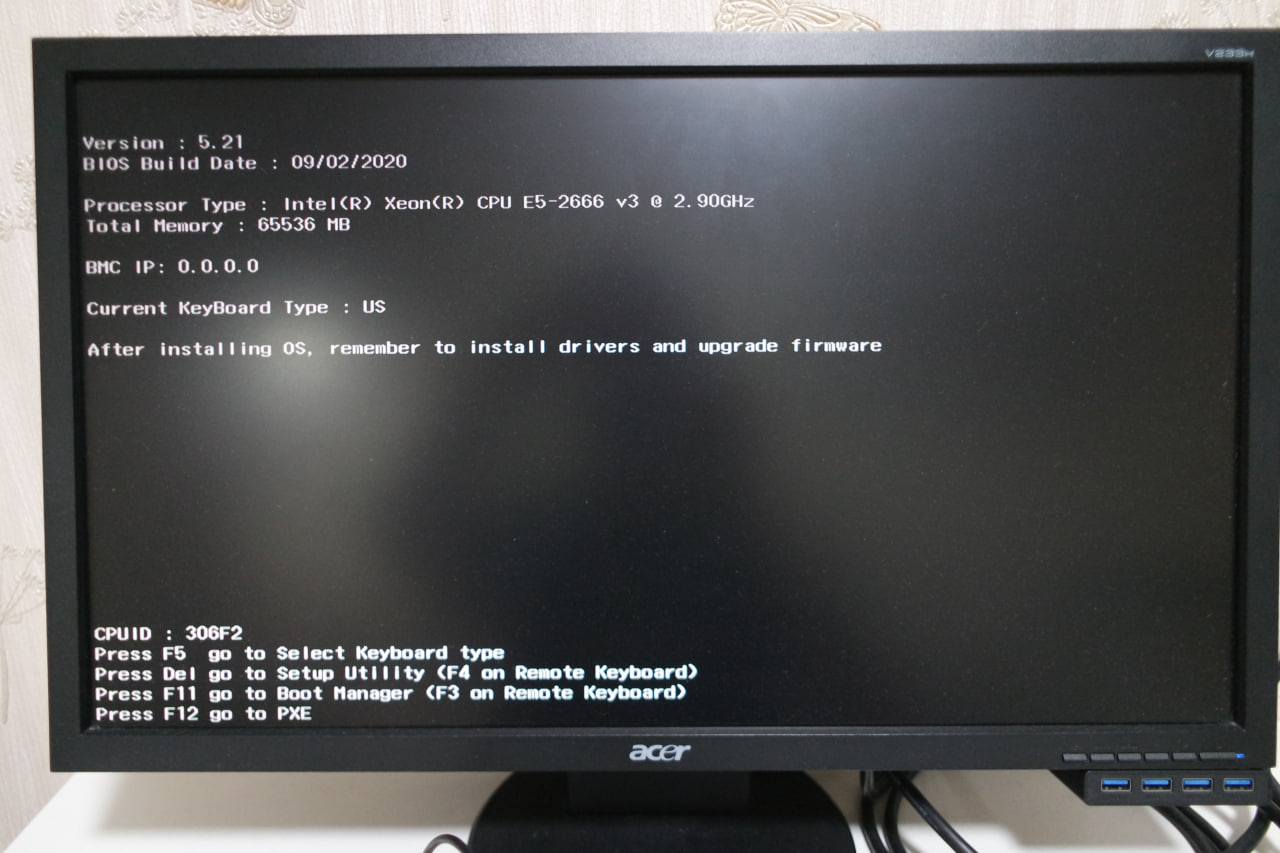 V233H
Version : 5.21
BIOS Build Date : 09/02/2020
Processor Type : Intel(R) Xeon(R) CPU E5-2666 v3 @ 2.90GHz
Total Memory : 65536 MB
BMC IP: 0.0.0.0
Current KeyBoard Type : US
After installing OS, remember to install drivers and upgrade firmware
CPUID : 306F2
Press F5 go to Select Keyboard type
Press Del go to Setup Utility (F4 on Remote Keyboard)
Press F11 go to Boot Manager (F3 on Remote Keyboard)
Press F12 go to PXE
acer